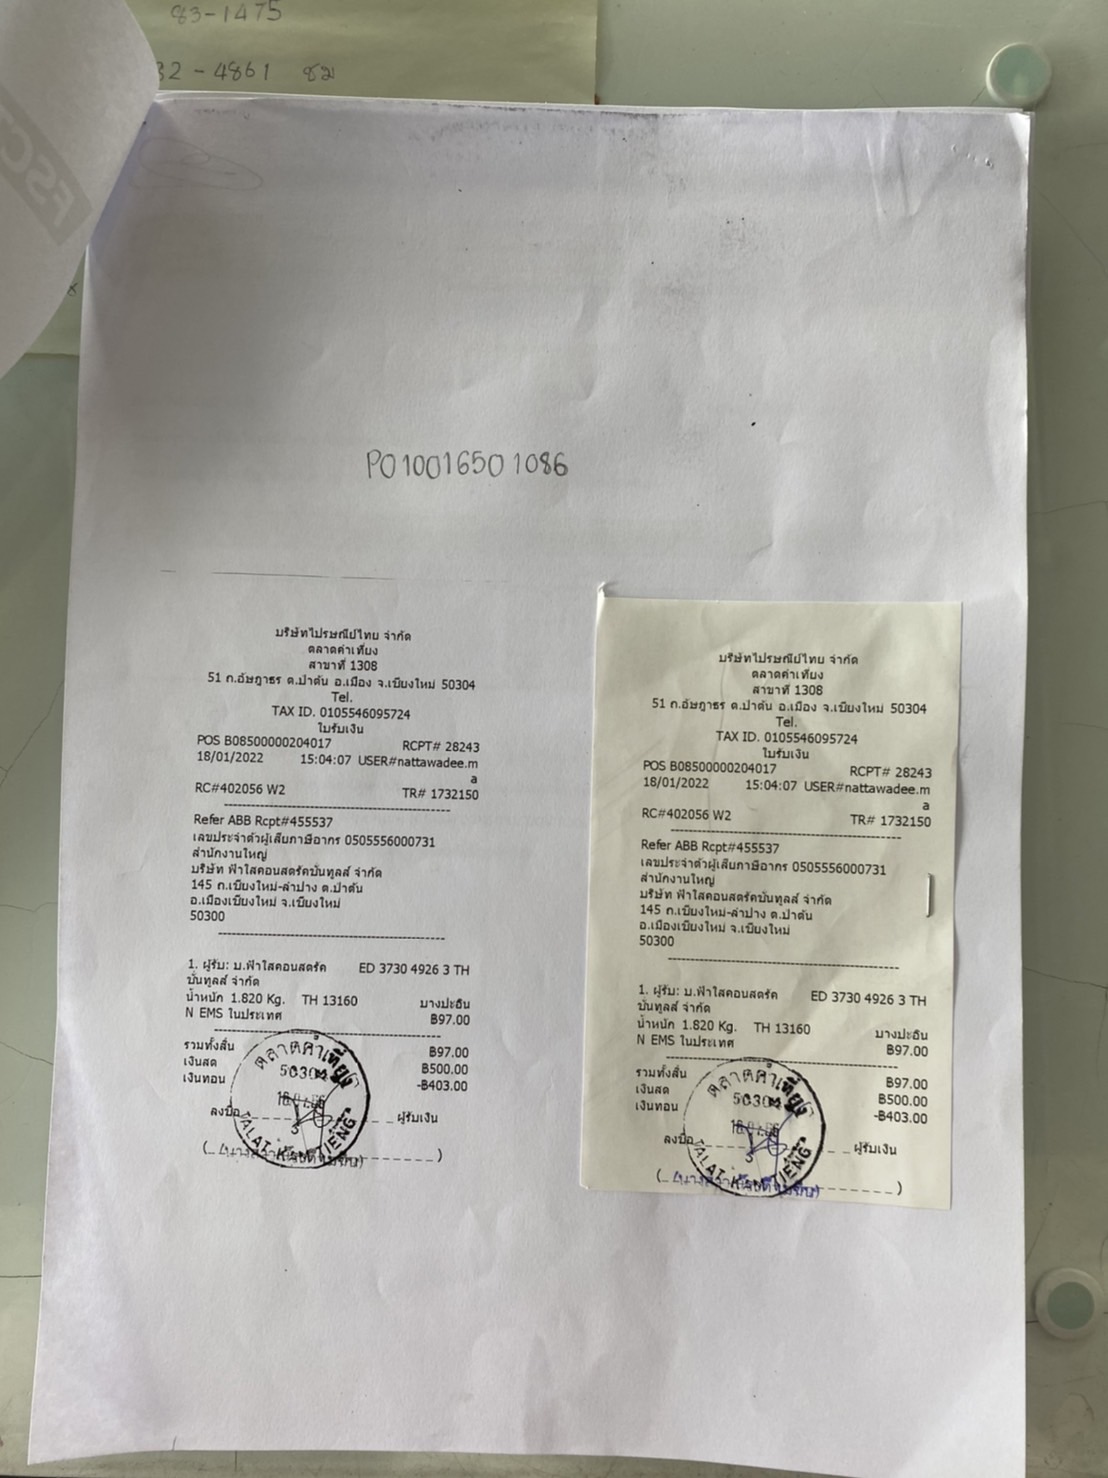 83-1475
32-4861 ชม
FSC
PO10016501086
บริษัทไปรษณีย์ไทย จำกัด
ตลาดคำเที่ยง
สาขาที่ 1308
51 ถ.อัษฎาธร ต.ป่าตัน อ.เมือง จ.เชียงใหม่ 50304
Tel.
TAX ID. 0105546095724
ใบรับเงิน
POS B08500000204017 RCPT# 28243
18/01/2022 15:04:07 USER#nattawadee.m
a
RC#402056 W2 TR# 1732150
Refer ABB Rcpt#455537
เลขประจำตัวผู้เสียภาษีอากร 0505556000731
สำนักงานใหญ่
บริษัท ฟ้าใสคอนสตรัคชั่นทูลส์ จำกัด
145 ถ.เชียงใหม่-ลำปาง ต.ป่าตัน
อ.เมืองเชียงใหม่ จ.เชียงใหม่
50300
1. ผู้รับ: บ.ฟ้าใสคอนสตรัค ED 3730 4926 3 TH
ชั่นทูลส์ จำกัด
น้ำหนัก 1.820 Kg. TH 13160 บางปะอิน
N EMS ในประเทศ ฿97.00
รวมทั้งสิ้น ฿97.00
เงินสด ฿500.00
เงินทอน -฿403.00
ตลาดคำเที่ยง
50304
ลงชื่อ ผู้รับเงิน
TALAT KHAM TIENG
บริษัทไปรษณีย์ไทย จำกัด
ตลาดคำเที่ยง
สาขาที่ 1308
51 ถ.อัษฎาธร ต.ป่าตัน อ.เมือง จ.เชียงใหม่ 50304
Tel.
TAX ID. 0105546095724
ใบรับเงิน
POS B08500000204017 RCPT# 28243
18/01/2022 15:04:07 USER#nattawadee.m
a
RC#402056 W2 TR# 1732150
Refer ABB Rcpt#455537
เลขประจำตัวผู้เสียภาษีอากร 0505556000731
สำนักงานใหญ่
บริษัท ฟ้าใสคอนสตรัคชั่นทูลส์ จำกัด
145 ถ.เชียงใหม่-ลำปาง ต.ป่าตัน
อ.เมืองเชียงใหม่ จ.เชียงใหม่
50300
1. ผู้รับ: บ.ฟ้าใสคอนสตรัค ED 3730 4926 3 TH
ชั่นทูลส์ จำกัด
น้ำหนัก 1.820 Kg. TH 13160 บางปะอิน
N EMS ในประเทศ ฿97.00
รวมทั้งสิ้น ฿97.00
เงินสด ฿500.00
เงินทอน -฿403.00
ตลาดคำเที่ยง
50304
ลงชื่อ ผู้รับเงิน
TALAT KHAM TIENG